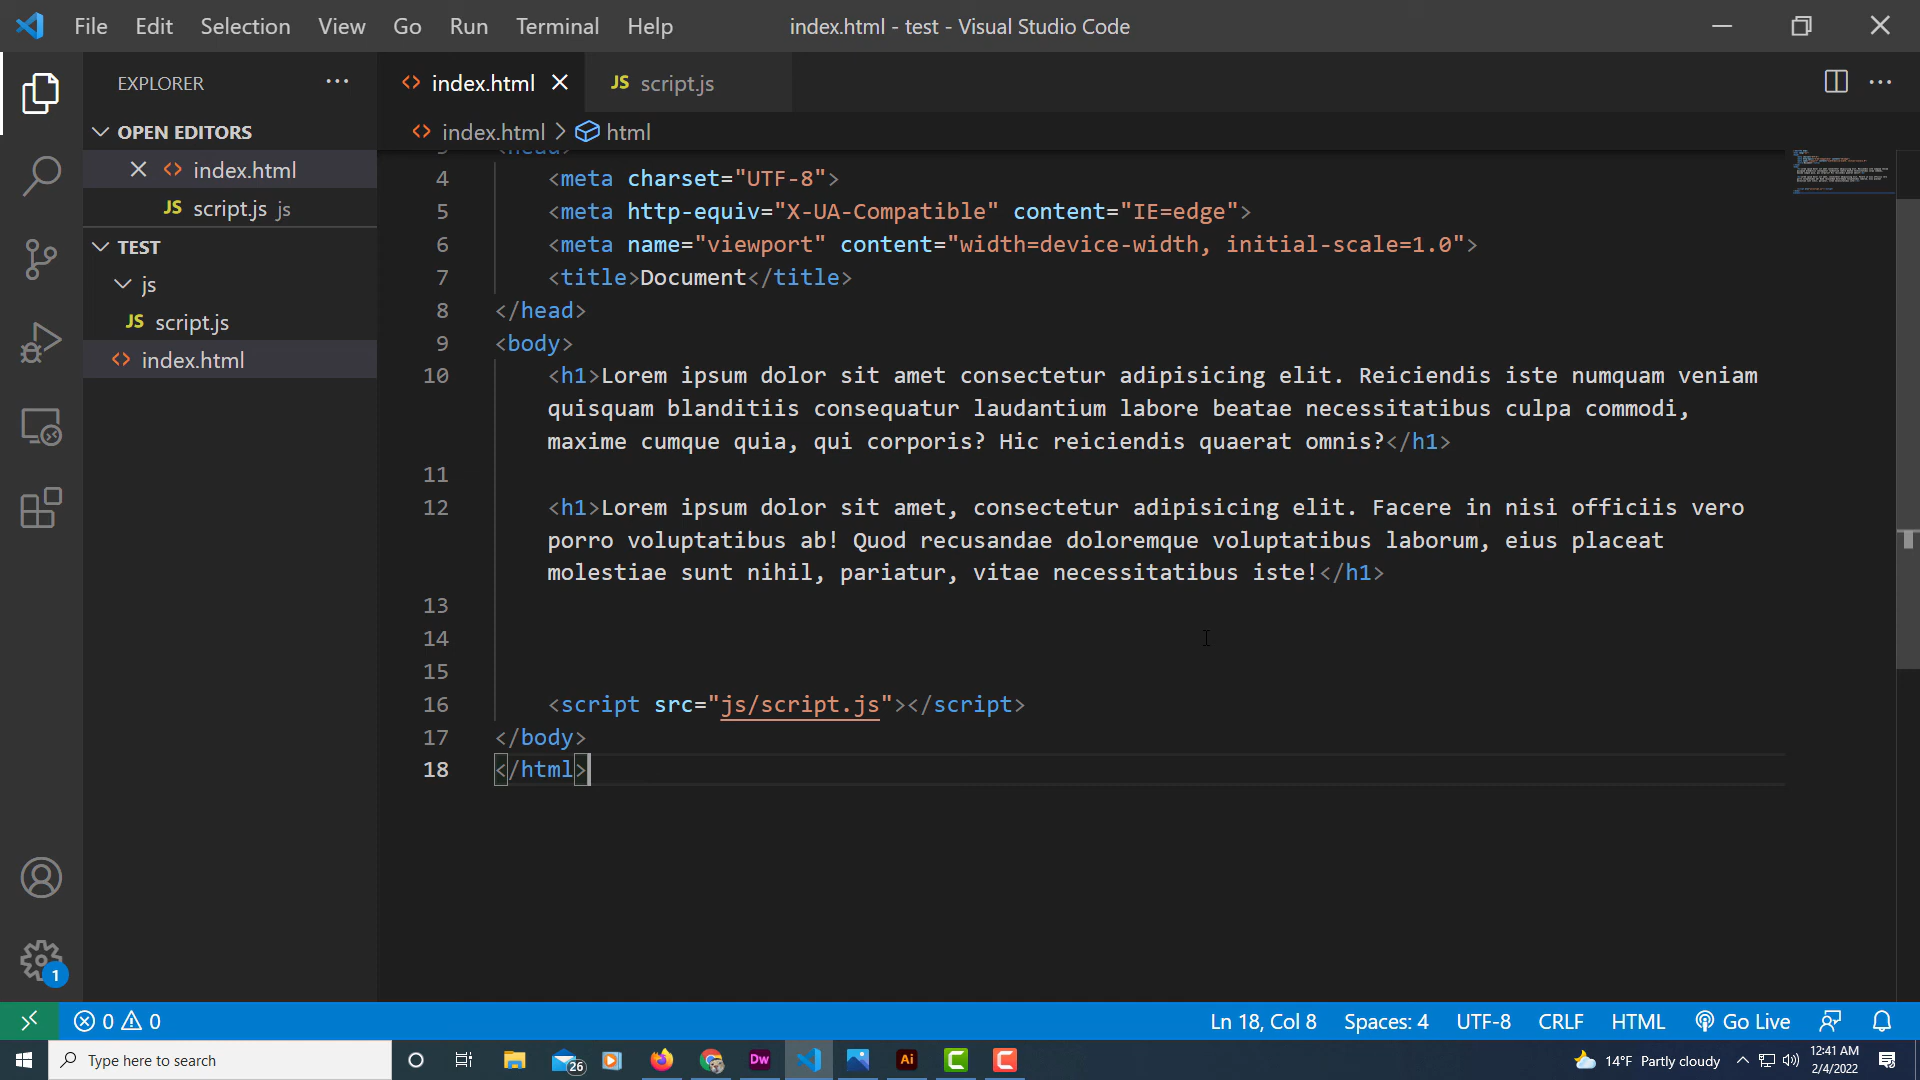 File Edit Selection View Go Run Terminal Help index.html - test - Visual Studio Code
EXPLORER
OPEN EDITORS
index.html
JS script.js js
TEST
js
JS script.js
index.html
index.html JS script.js
index.html > html
4 <meta charset="UTF-8">
5 <meta http-equiv="X-UA-Compatible" content="IE=edge">
6 <meta name="viewport" content="width=device-width, initial-scale=1.0">
7 <title>Document</title>
8 </head>
9 <body>
10 <h1>Lorem ipsum dolor sit amet consectetur adipisicing elit. Reiciendis iste numquam veniam
quisquam blanditiis consequatur laudantium labore beatae necessitatibus culpa commodi,
maxime cumque quia, qui corporis? Hic reiciendis quaerat omnis?</h1>
11
12 <h1>Lorem ipsum dolor sit amet, consectetur adipisicing elit. Facere in nisi officiis vero
porro voluptatibus ab! Quod recusandae doloremque voluptatibus laborum, eius placeat
molestiae sunt nihil, pariatur, vitae necessitatibus iste!</h1>
13
14
15
16 <script src="js/script.js"></script>
17 </body>
18 </html>
1
0 0 Ln 18, Col 8 Spaces: 4 UTF-8 CRLF HTML Go Live
Type here to search 26 Dw Ai 14°F Partly cloudy 12:41 AM
2/4/2022